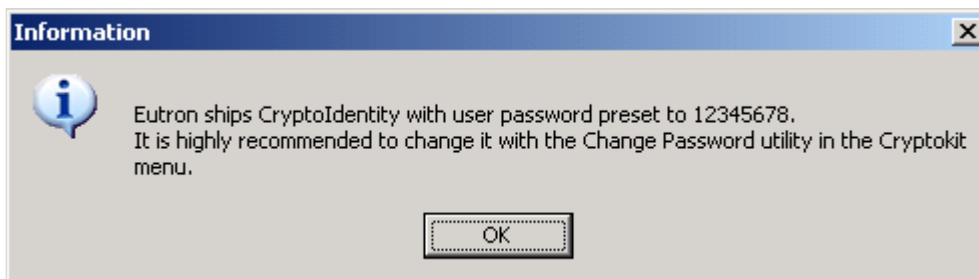 Information
Eutron ships CryptoIdentity with user password preset to 12345678.
It is highly recommended to change it with the Change Password utility in the Cryptokit
menu.
OK